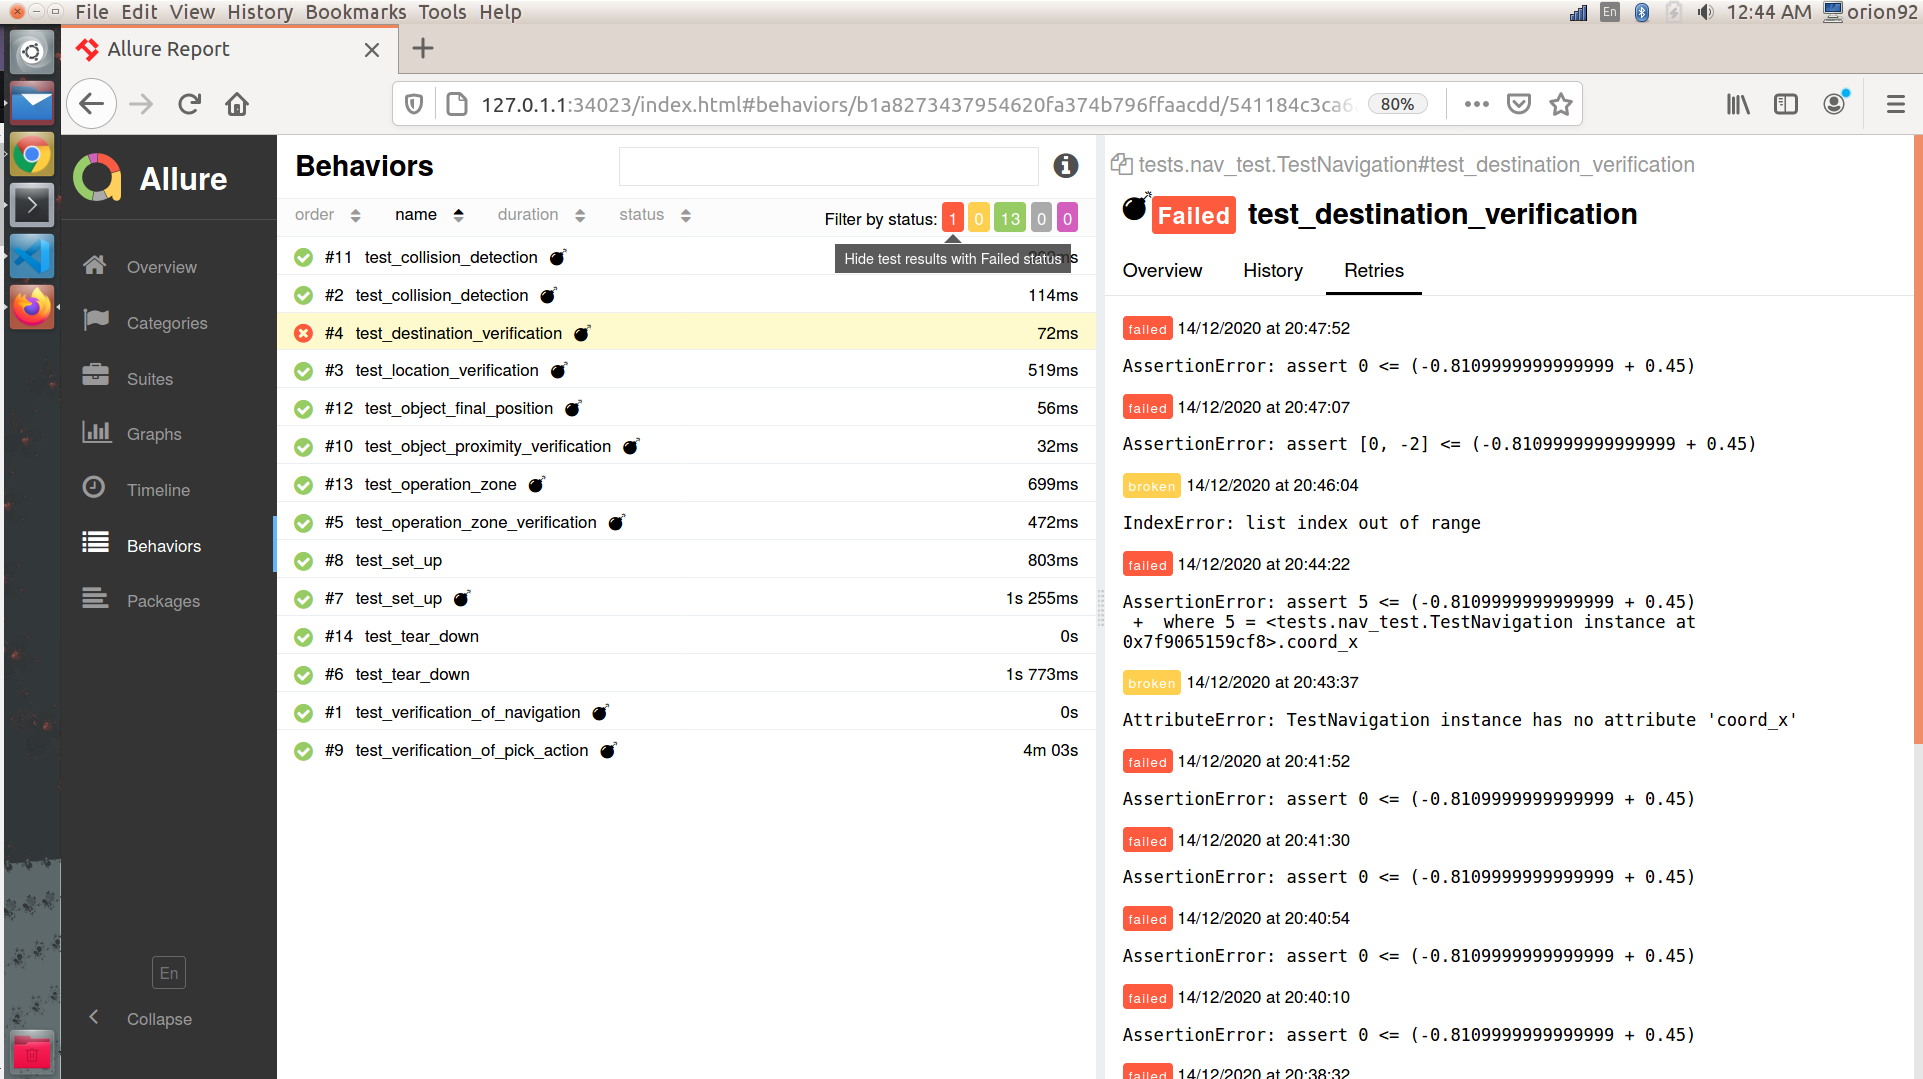 File Edit View History Bookmarks Tools Help
En 12:44 AM orion92
Allure Report
127.0.1.1:34023/index.html#behaviors/b1a8273437954620fa374b796ffaacdd/541184c3ca6 80%
Allure
Overview
Categories
Suites
Graphs
Timeline
Behaviors
Packages
En
Collapse
Behaviors
order name duration status Filter by status: 1 0 13 0 0
Hide test results with Failed status
#11 test_collision_detection
#2 test_collision_detection 114ms
#4 test_destination_verification 72ms
#3 test_location_verification 519ms
#12 test_object_final_position 56ms
#10 test_object_proximity_verification 32ms
#13 test_operation_zone 699ms
#5 test_operation_zone_verification 472ms
#8 test_set_up 803ms
#7 test_set_up 1s 255ms
#14 test_tear_down 0s
#6 test_tear_down 1s 773ms
#1 test_verification_of_navigation 0s
#9 test_verification_of_pick_action 4m 03s
tests.nav_test.TestNavigation#test_destination_verification
Failed test_destination_verification
Overview History Retries
failed 14/12/2020 at 20:47:52
AssertionError: assert 0 <= (-0.8109999999999999 + 0.45)
failed 14/12/2020 at 20:47:07
AssertionError: assert [0, -2] <= (-0.8109999999999999 + 0.45)
broken 14/12/2020 at 20:46:04
IndexError: list index out of range
failed 14/12/2020 at 20:44:22
AssertionError: assert 5 <= (-0.8109999999999999 + 0.45)
+ where 5 = <tests.nav_test.TestNavigation instance at
0x7f9065159cf8>.coord_x
broken 14/12/2020 at 20:43:37
AttributeError: TestNavigation instance has no attribute 'coord_x'
failed 14/12/2020 at 20:41:52
AssertionError: assert 0 <= (-0.8109999999999999 + 0.45)
failed 14/12/2020 at 20:41:30
AssertionError: assert 0 <= (-0.8109999999999999 + 0.45)
failed 14/12/2020 at 20:40:54
AssertionError: assert 0 <= (-0.8109999999999999 + 0.45)
failed 14/12/2020 at 20:40:10
AssertionError: assert 0 <= (-0.8109999999999999 + 0.45)
failed 14/12/2020 at 20:38:32